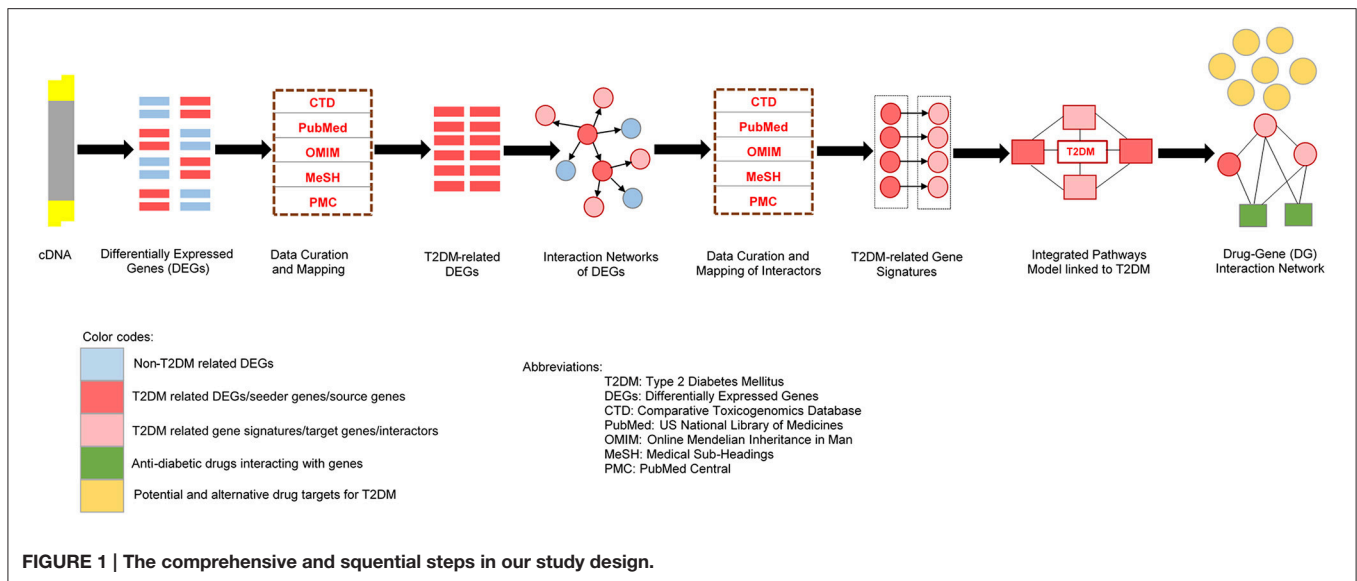 CTD
PubMed
OMIM
MeSH
PMC
CTD
PubMed
OMIM
MeSH
PMC
T2DM
cDNA
Differentially Expressed
Genes (DEGs)
Data Curation
and Mapping
T2DM-related
DEGs
Interaction Networks
of DEGs
Data Curation and
Mapping of Interactors
T2DM-related Gene
Signatures
Integrated Pathways
Model linked to T2DM
Drug-Gene (DG)
Interaction Network
Color codes:
Non-T2DM related DEGs
T2DM related DEGs/seeder genes/source genes
T2DM related gene signatures/target genes/interactors
Anti-diabetic drugs interacting with genes
Potential and alternative drug targets for T2DM
Abbreviations:
T2DM: Type 2 Diabetes Mellitus
DEGs: Differentially Expressed Genes
CTD: Comparative Toxicogenomics Database
PubMed: US National Library of Medicines
OMIM: Online Mendelian Inheritance in Man
MeSH: Medical Sub-Headings
PMC: PubMed Central
FIGURE 1 | The comprehensive and squential steps in our study design.